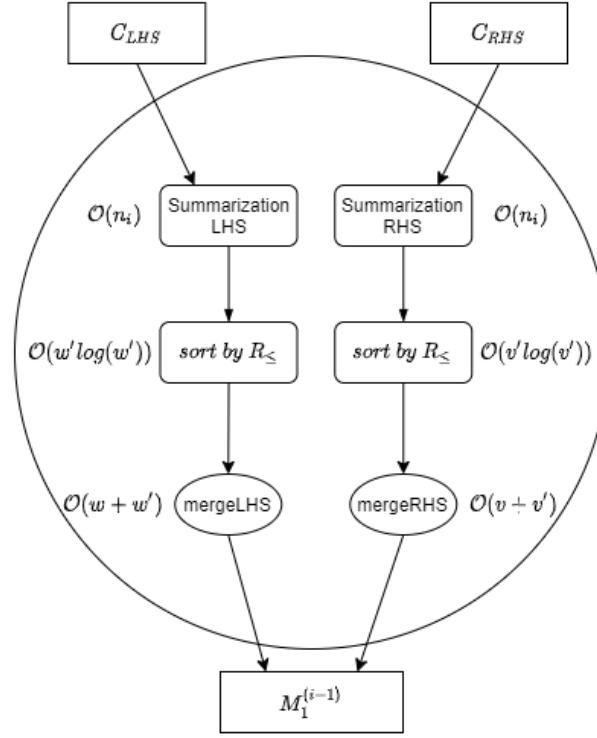 C_{LHS}
C_{RHS}
𝒪(n_i)
Summarization
LHS
Summarization
RHS
𝒪(n_i)
𝒪(w'log(w'))
sort by R_≤
sort by R_≤
𝒪(v'log(v'))
𝒪(w + w')
mergeLHS
mergeRHS
𝒪(v + v')
M_1^{(i−1)}